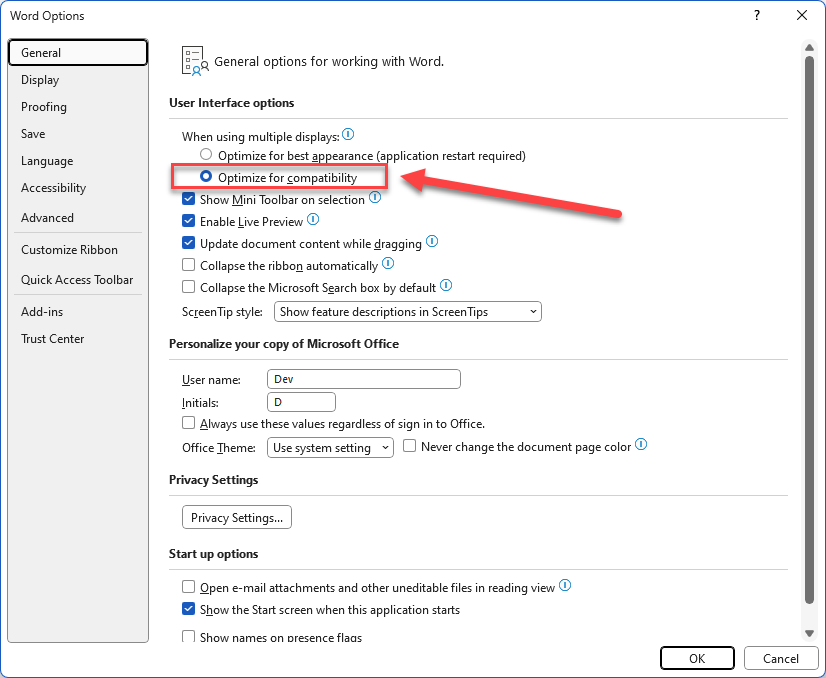 Word Options
?
General
Display
Proofing
Save
Language
Accessibility
Advanced
Customize Ribbon
Quick Access Toolbar
Add-ins
Trust Center
General options for working with Word.
User Interface options
When using multiple displays:
Optimize for best appearance (application restart required)
Optimize for compatibility
Show Mini Toolbar on selection
Enable Live Preview
Update document content while dragging
Collapse the ribbon automatically
Collapse the Microsoft Search box by default
ScreenTip style: Show feature descriptions in ScreenTips
Personalize your copy of Microsoft Office
User name: Dev
Initials: D
Always use these values regardless of sign in to Office.
Office Theme: Use system setting Never change the document page color
Privacy Settings
Privacy Settings...
Start up options
Open e-mail attachments and other uneditable files in reading view
Show the Start screen when this application starts
Show names on presence flags
OK Cancel